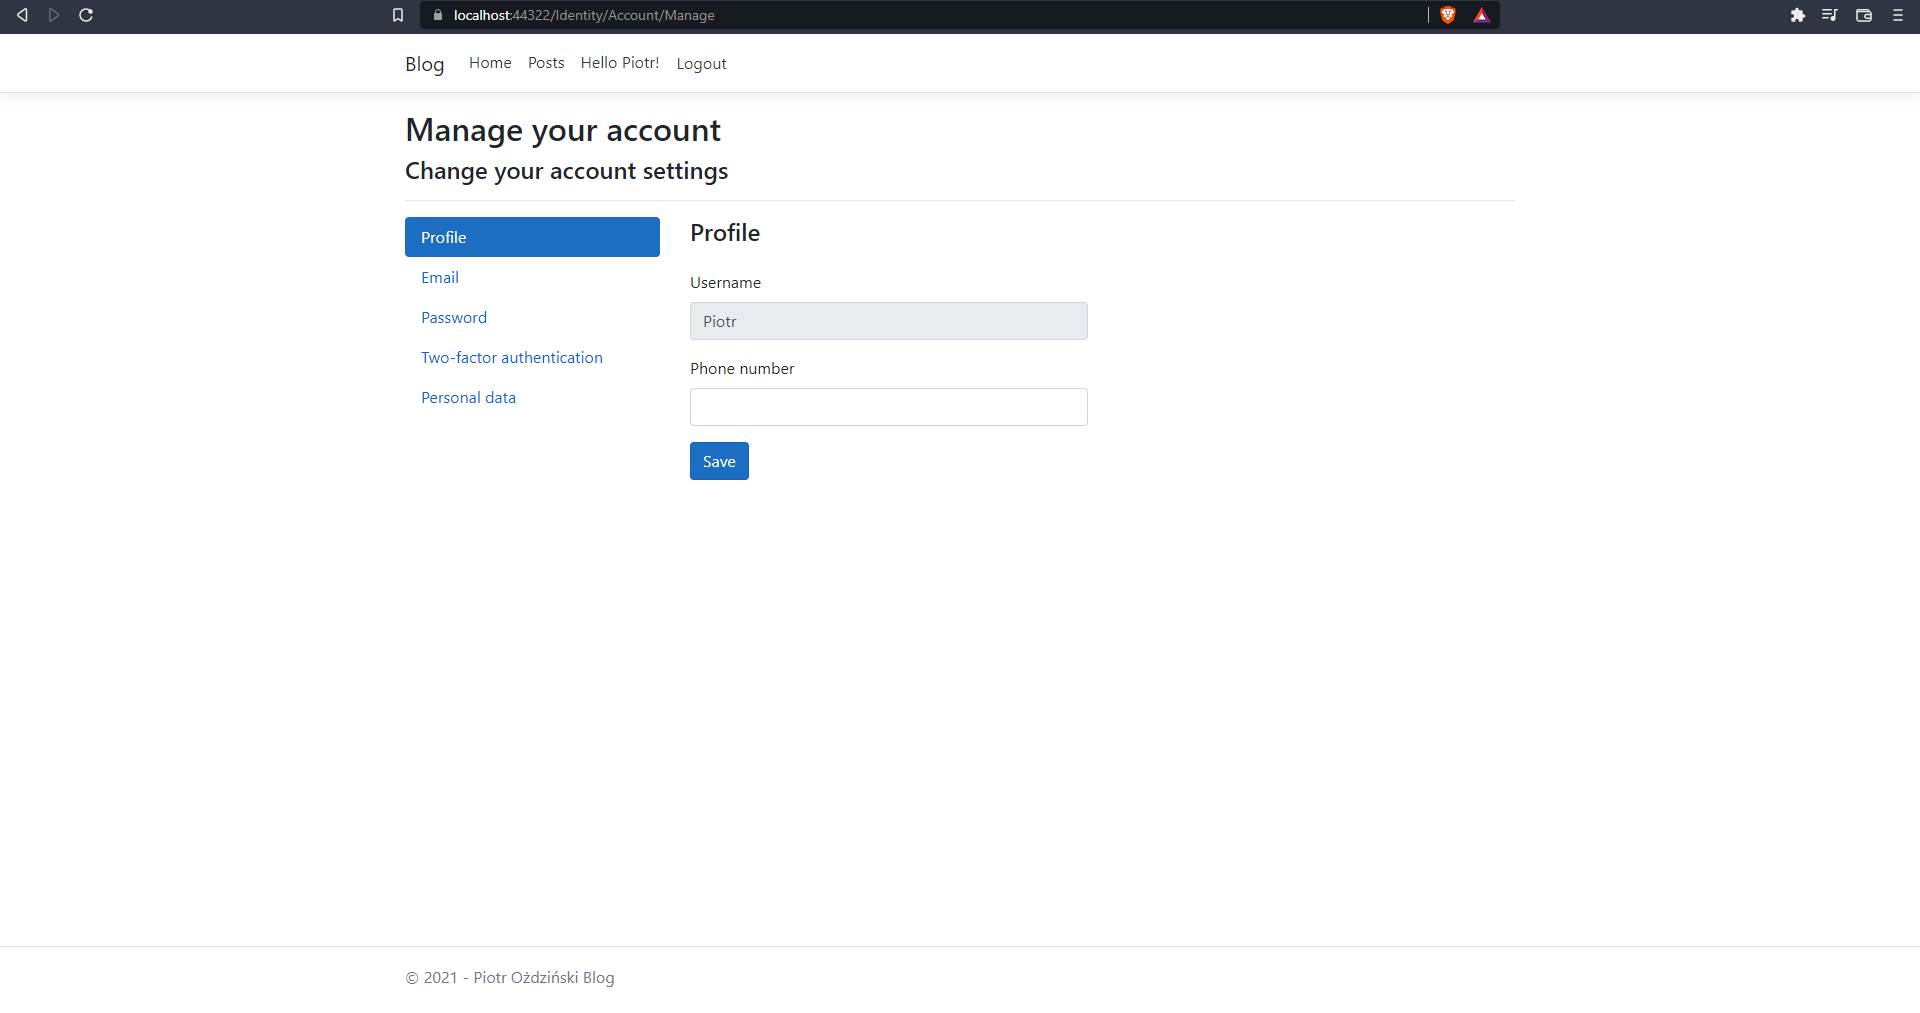 localhost:44322/Identity/Account/Manage
Blog Home Posts Hello Piotr! Logout
Manage your account
Change your account settings
Profile
Email
Password
Two-factor authentication
Personal data
Profile
Username
Piotr
Phone number
Save
© 2021 - Piotr Ożdziński Blog